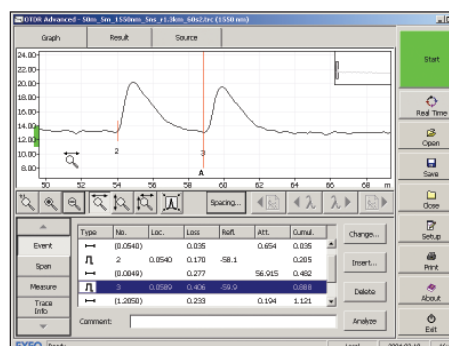 OTDR Advanced - 50m_5m_1550nm_5ns_r1.3km_60s2.trc (1550 nm)
Graph Result Source
24.00
22.00
20.00
18.00
16.00
14.00
12.00
10.00
8.00
2
3
A
50 52 54 56 58 60 62 64 66 68 m
Spacing...
Event
Span
Measure
Trace Info
Type No. Loc. Loss Refl. Att. Cumul.
(0.0540) 0.035 0.654 0.035
2 0.0540 0.170 -58.1 0.205
(0.0049) 0.277 56.915 0.482
3 0.0589 0.406 -59.9 0.888
(1.2050) 0.233 0.194 1.121
Comment:
Change...
Insert...
Delete
Analyze
Start
Real Time
Open
Save
Close
Setup
Print
About
Exit
EXFO Ready